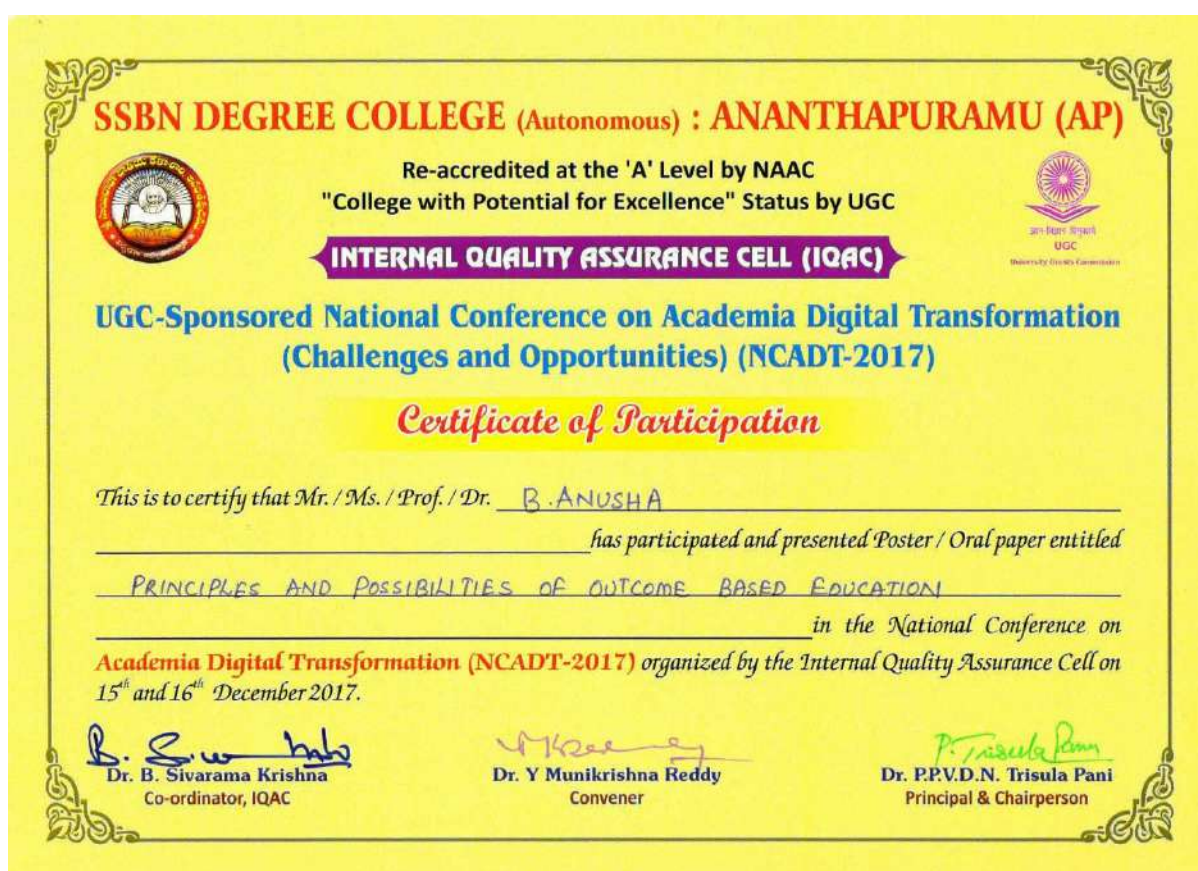 SSBN DEGREE COLLEGE (Autonomous) : ANANTHAPURAMU (AP)
Re-accredited at the 'A' Level by NAAC
"College with Potential for Excellence" Status by UGC
UGC
University Grants Commission
INTERNAL QUALITY ASSURANCE CELL (IQAC)
UGC-Sponsored National Conference on Academia Digital Transformation
(Challenges and Opportunities) (NCADT-2017)
Certificate of Participation
This is to certify that Mr. / Ms. / Prof. / Dr. B. ANUSHA
has participated and presented Poster / Oral paper entitled
PRINCIPLES AND POSSIBILITIES OF OUTCOME BASED EDUCATION
in the National Conference on
Academia Digital Transformation (NCADT-2017) organized by the Internal Quality Assurance Cell on
15th and 16th December 2017.
P. Trisula Pani
Dr. B. Sivarama Krishna Dr. Y Munikrishna Reddy Dr. P.P.V.D.N. Trisula Pani
Co-ordinator, IQAC Convener Principal & Chairperson